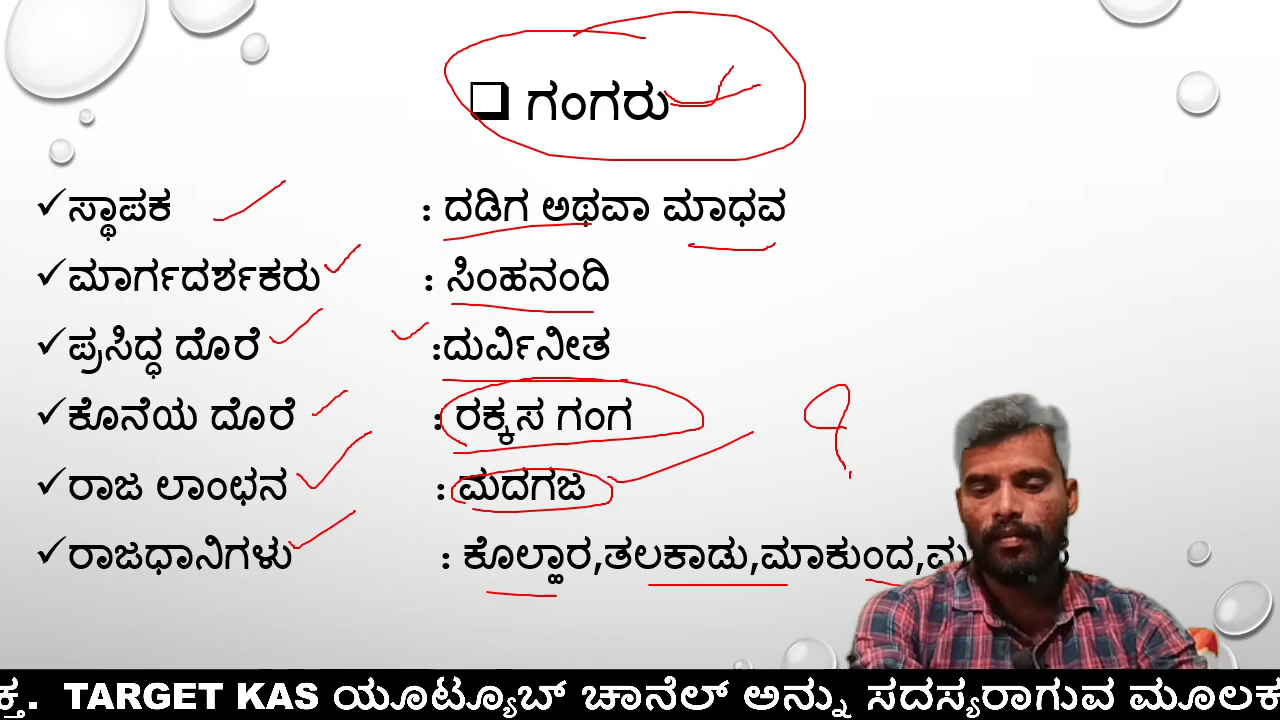 ❑ ಗಂಗರು
✓ಸ್ಥಾಪಕ : ದಡಿಗ ಅಥವಾ ಮಾಧವ
✓ಮಾರ್ಗದರ್ಶಕರು : ಸಿಂಹನಂದಿ
✓ಪ್ರಸಿದ್ಧ ದೊರೆ :ದುರ್ವಿನೀತ
✓ಕೊನೆಯ ದೊರೆ : ರಕ್ಕಸ ಗಂಗ
✓ರಾಜ ಲಾಂಛನ : ಮದಗಜ
✓ರಾಜಧಾನಿಗಳು : ಕೊಲ್ಹಾರ,ತಲಕಾಡು,ಮಾಕುಂದ,
TARGET KAS ಯೂಟ್ಯೂಬ್ ಚಾನೆಲ್ ಅನ್ನು ಸದಸ್ಯರಾಗುವ ಮೂಲಕ